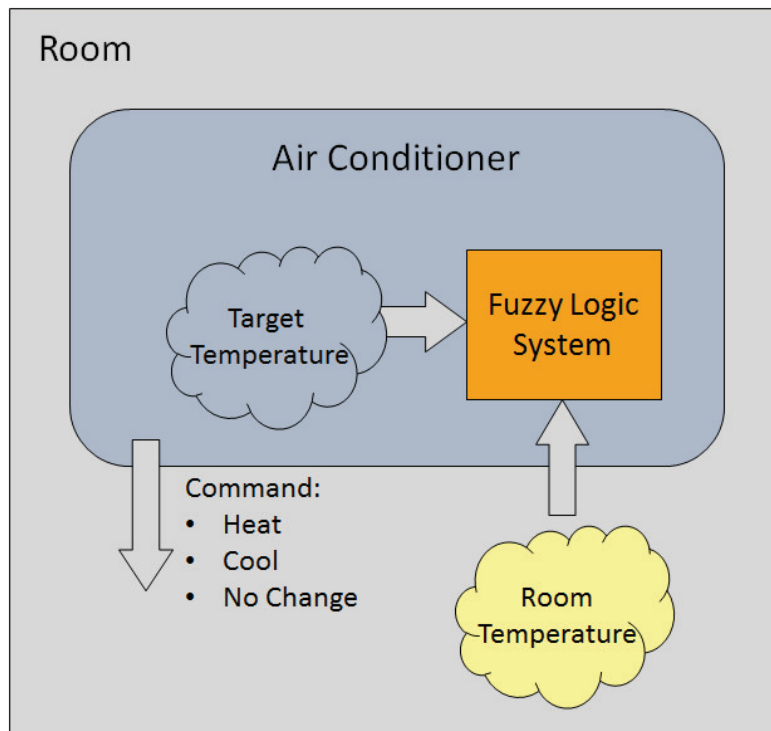 Room
Air Conditioner
Target
Temperature
Fuzzy Logic
System
Command:
• Heat
• Cool
• No Change
Room
Temperature